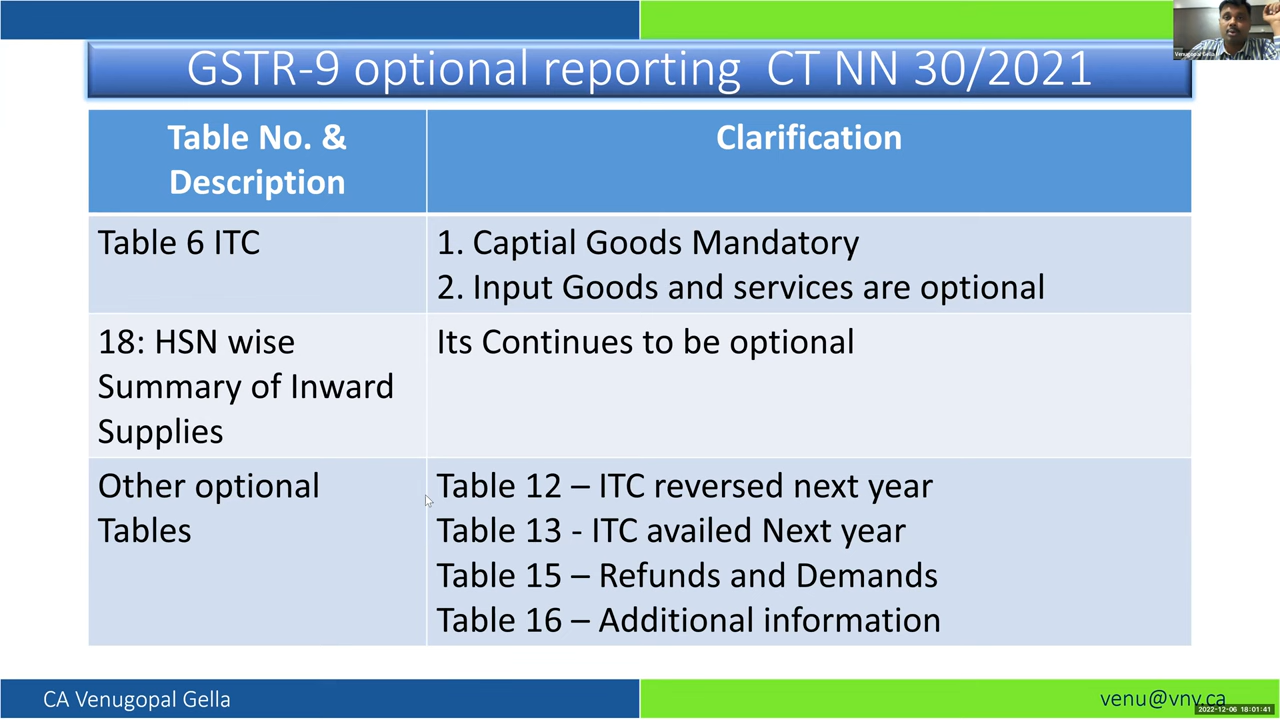 GSTR-9 optional reporting CT NN 30/2021
Venugopal Gella
Table No. &
Description
Clarification
Table 6 ITC
1. Captial Goods Mandatory
2. Input Goods and services are optional
18: HSN wise
Summary of Inward
Supplies
Its Continues to be optional
Other optional
Tables
Table 12 – ITC reversed next year
Table 13 - ITC availed Next year
Table 15 – Refunds and Demands
Table 16 – Additional information
CA Venugopal Gella
venu@vnv.ca
2022-12-06 18:01:41